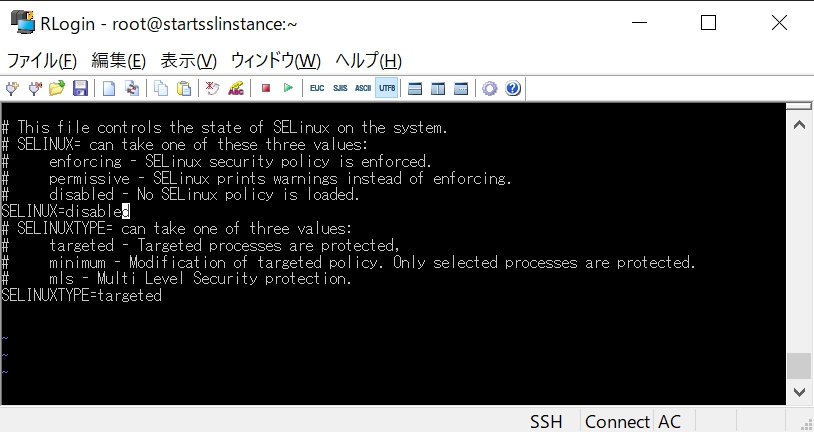 RLogin - root@startsslinstance:~
ファイル(F) 編集(E) 表示(V) ウィンドウ(W) ヘルプ(H)
ABC EUC SJIS ASCII UTF8
# This file controls the state of SELinux on the system.
# SELINUX= can take one of these three values:
#     enforcing - SELinux security policy is enforced.
#     permissive - SELinux prints warnings instead of enforcing.
#     disabled - No SELinux policy is loaded.
SELINUX=disabled
# SELINUXTYPE= can take one of three values:
#     targeted - Targeted processes are protected,
#     minimum - Modification of targeted policy. Only selected processes are protected.
#     mls - Multi Level Security protection.
SELINUXTYPE=targeted
~
~
~
SSH Connect AC